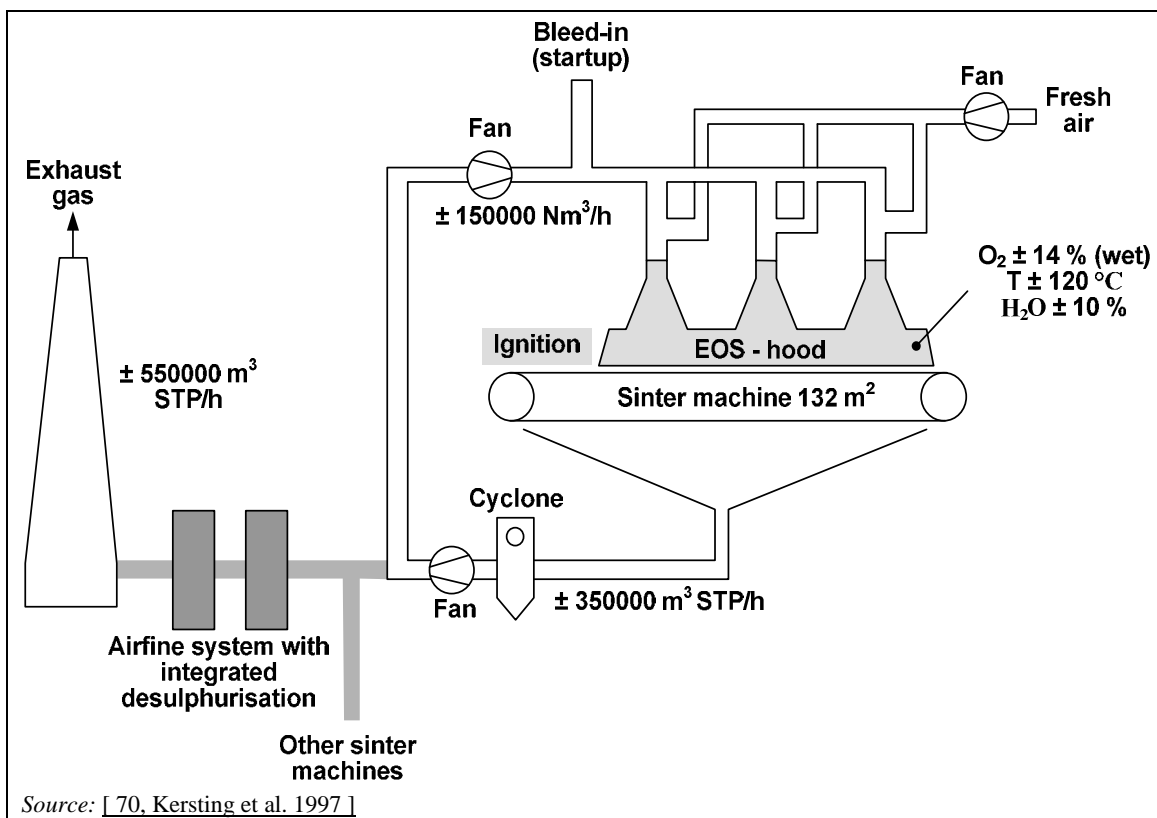 Bleed-in
(startup)
Fan
Fresh
air
Fan
Exhaust
gas
± 150000 Nm³/h
O₂ ± 14 % (wet)
T ± 120 °C
H₂O ± 10 %
Ignition
EOS - hood
± 550000 m³
STP/h
Sinter machine 132 m²
Cyclone
Fan
± 350000 m³ STP/h
Airfine system with
integrated
desulphurisation
Other sinter
machines
Source: [ 70, Kersting et al. 1997 ]